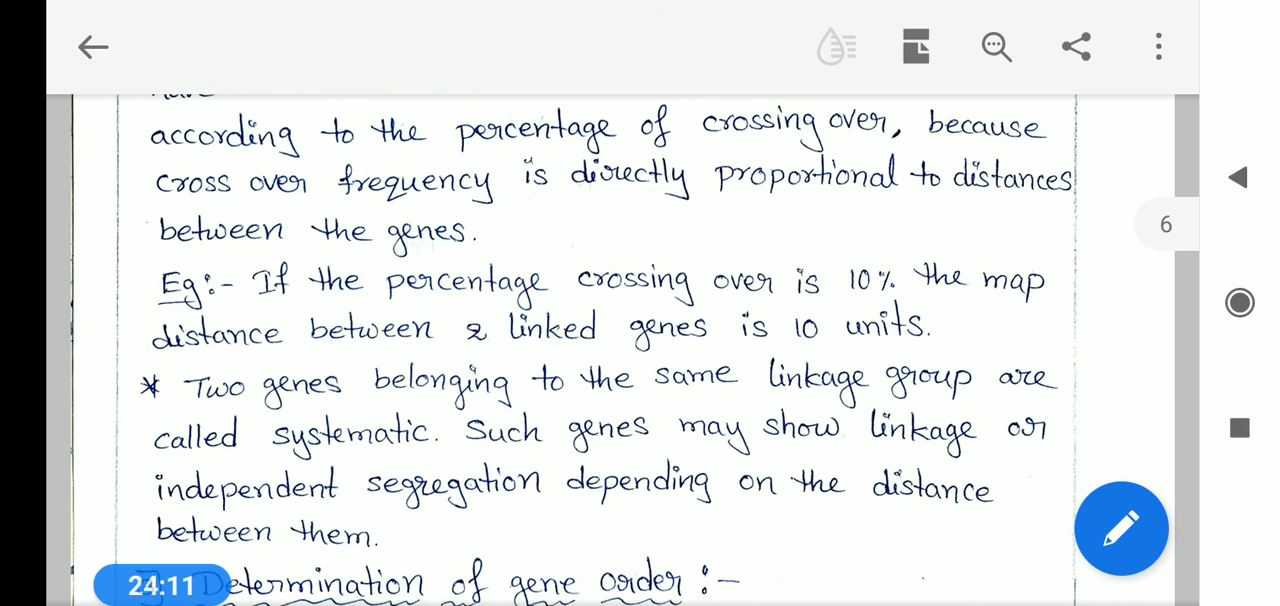 according to the percentage of crossing over, because
cross over frequency is directly proportional to distances
between the genes.
6
Eg:- If the percentage crossing over is 10% the map
distance between 2 linked genes is 10 units.
* Two genes belonging to the same linkage group are
called systematic. Such genes may show linkage or
independent segregation depending on the distance
between them.
24:11
Determination of gene order :-